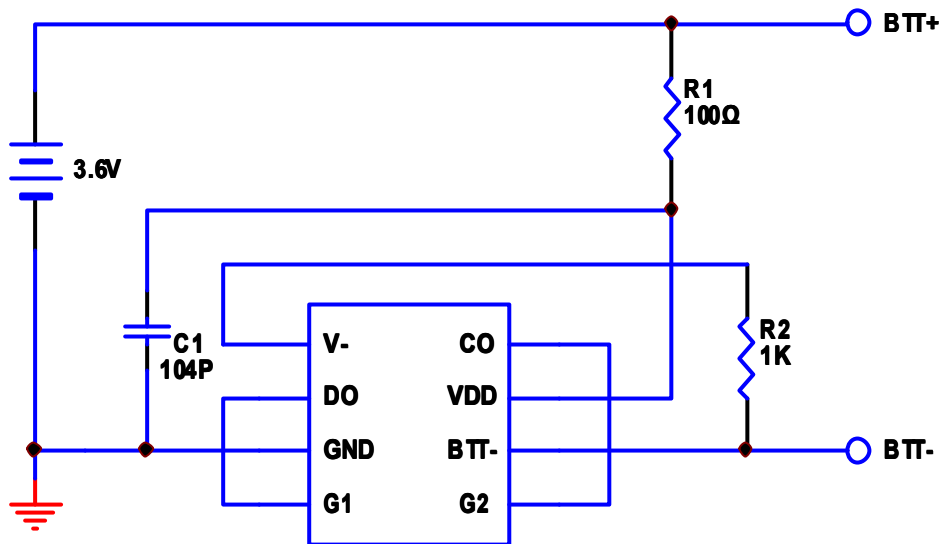 BTT+
R1
100Ω
3.6V
C1
104P
V-
CO
R2
1K
DO
VDD
GND
BTT-
BTT-
G1
G2